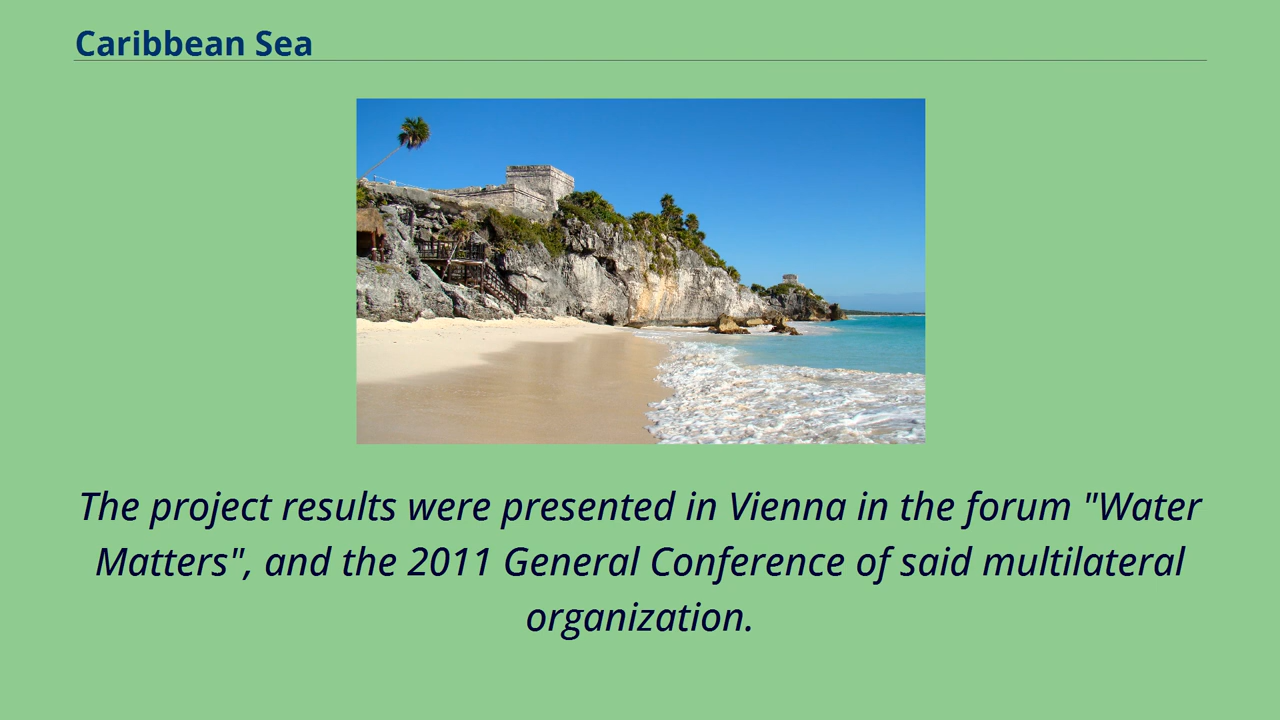 Caribbean Sea
The project results were presented in Vienna in the forum "Water
Matters", and the 2011 General Conference of said multilateral
organization.